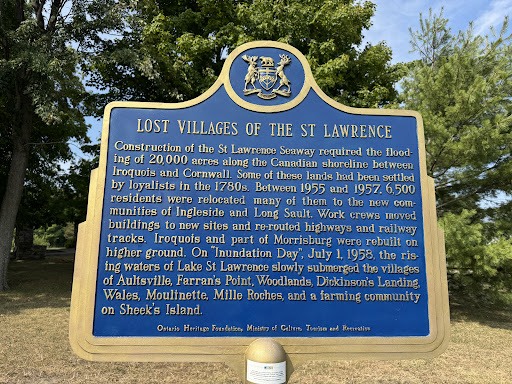 LOST VILLAGES OF THE ST LAWRENCE
Construction of the St Lawrence Seaway required the flood-
ing of 20,000 acres along the Canadian shoreline between
Iroquois and Cornwall. Some of these lands had been settled
by loyalists in the 1780s. Between 1955 and 1957, 6,500
residents were relocated many of them to the new com-
munities of Ingleside and Long Sault. Work crews moved
buildings to new sites and re-routed highways and railway
tracks. Iroquois and part of Morrisburg were rebuilt on
higher ground. On "Inundation Day", July 1, 1958, the ris-
ing waters of Lake St Lawrence slowly submerged the villages
of Aultsville, Farran's Point, Woodlands, Dickinson's Landing,
Wales, Moulinette, Mille Roches, and a farming community
on Sheek's Island.
Ontario Heritage Foundation, Ministry of Culture, Tourism and Recreation